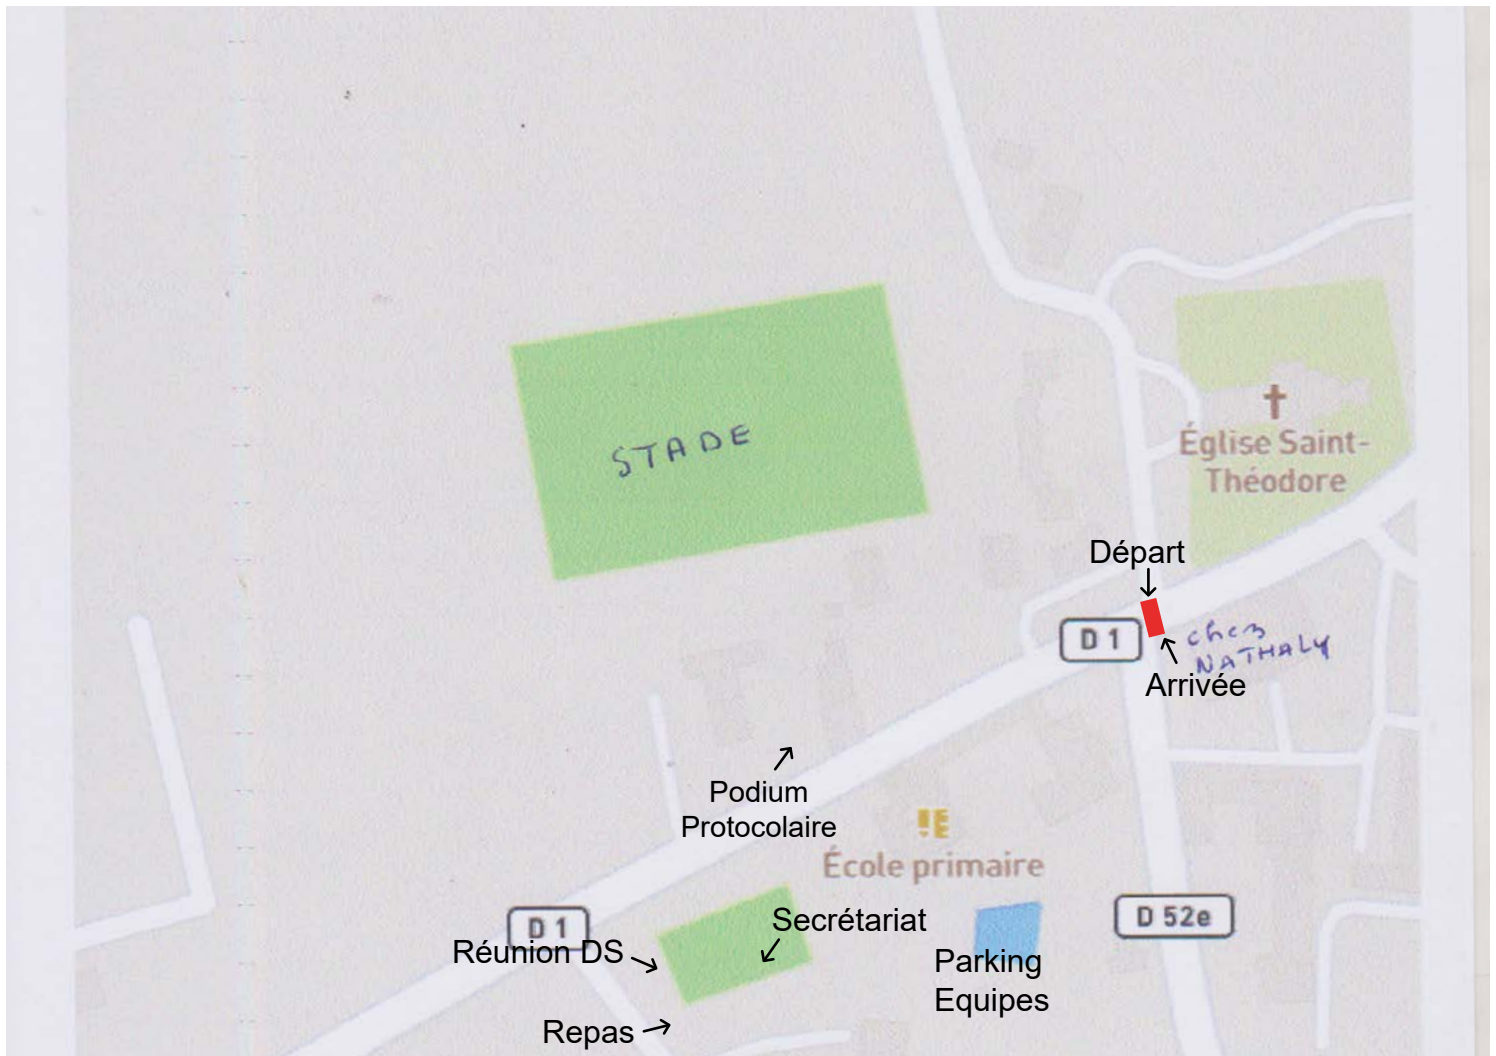 STADE
Église Saint-
Théodore
Départ
D 1
chez
NATHALY
Arrivée
Podium
Protocolaire
École primaire
D 1
Réunion DS
Secrétariat
D 52e
Parking
Equipes
Repas